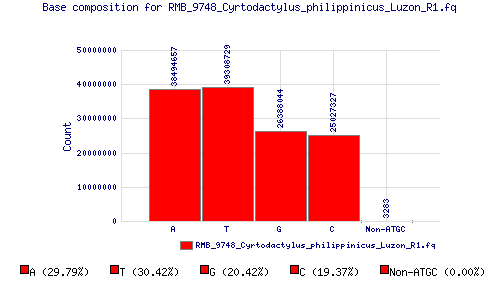 Base composition for RMB_9748_Cyrtodactylus_philippinicus_Luzon_R1.fq
50000000
40000000
30000000
20000000
10000000
0
Count
38494657
39308729
26388044
25027327
3283
A T G C Non-ATGC
RMB_9748_Cyrtodactylus_philippinicus_Luzon_R1.fq
A (29.79%) T (30.42%) G (20.42%) C (19.37%) Non-ATGC (0.00%)